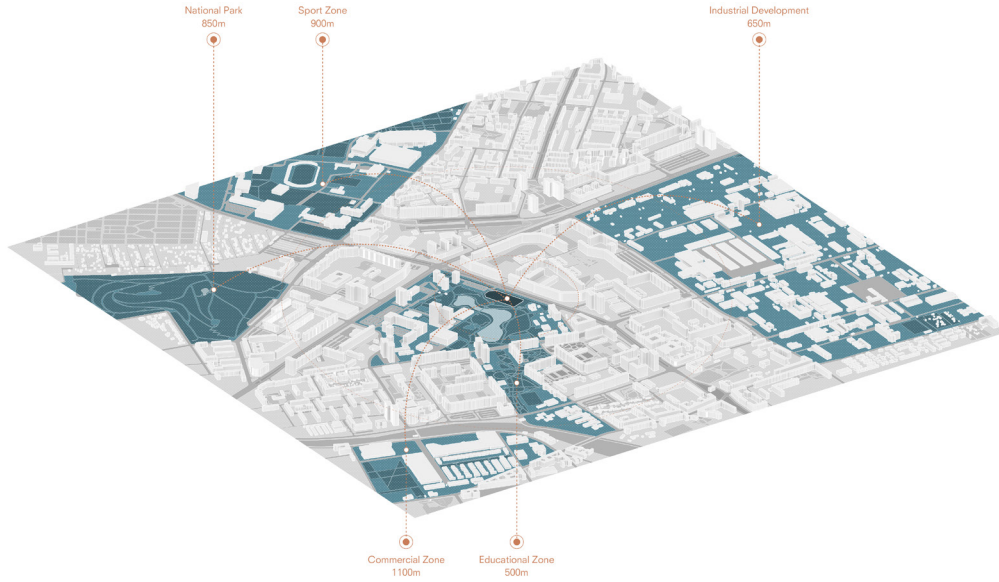 National Park
850m
Sport Zone
900m
Industrial Development
650m
Commercial Zone
1100m
Educational Zone
500m